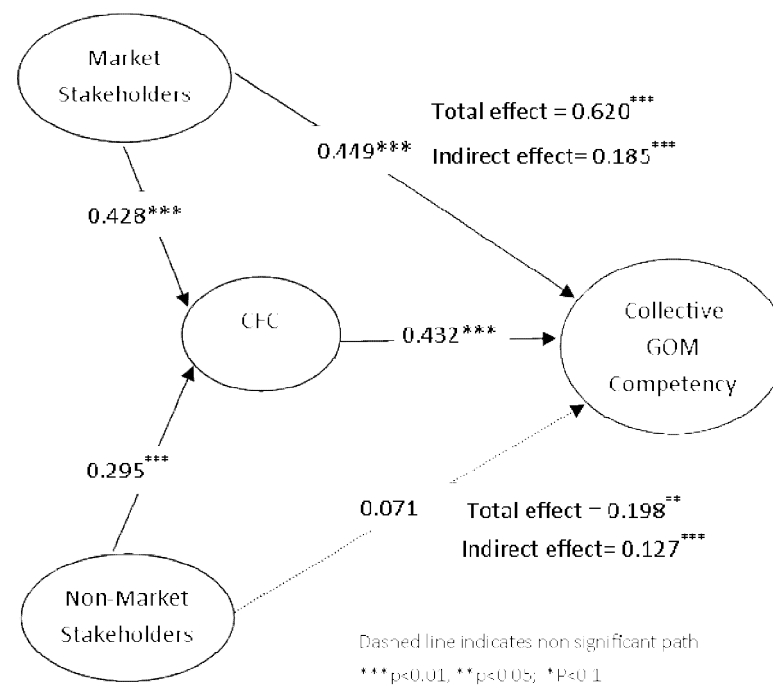 Market
Stakeholders
Total effect = 0.620***
0.449***
Indirect effect= 0.185***
0.428***
CFC
0.432***
Collective
GOM
Competency
0.295***
0.071
Total effect = 0.198**
Indirect effect= 0.127***
Non-Market
Stakeholders
Dashed line indicates non significant path
***p<0.01, **p<0.05; *P<0.1